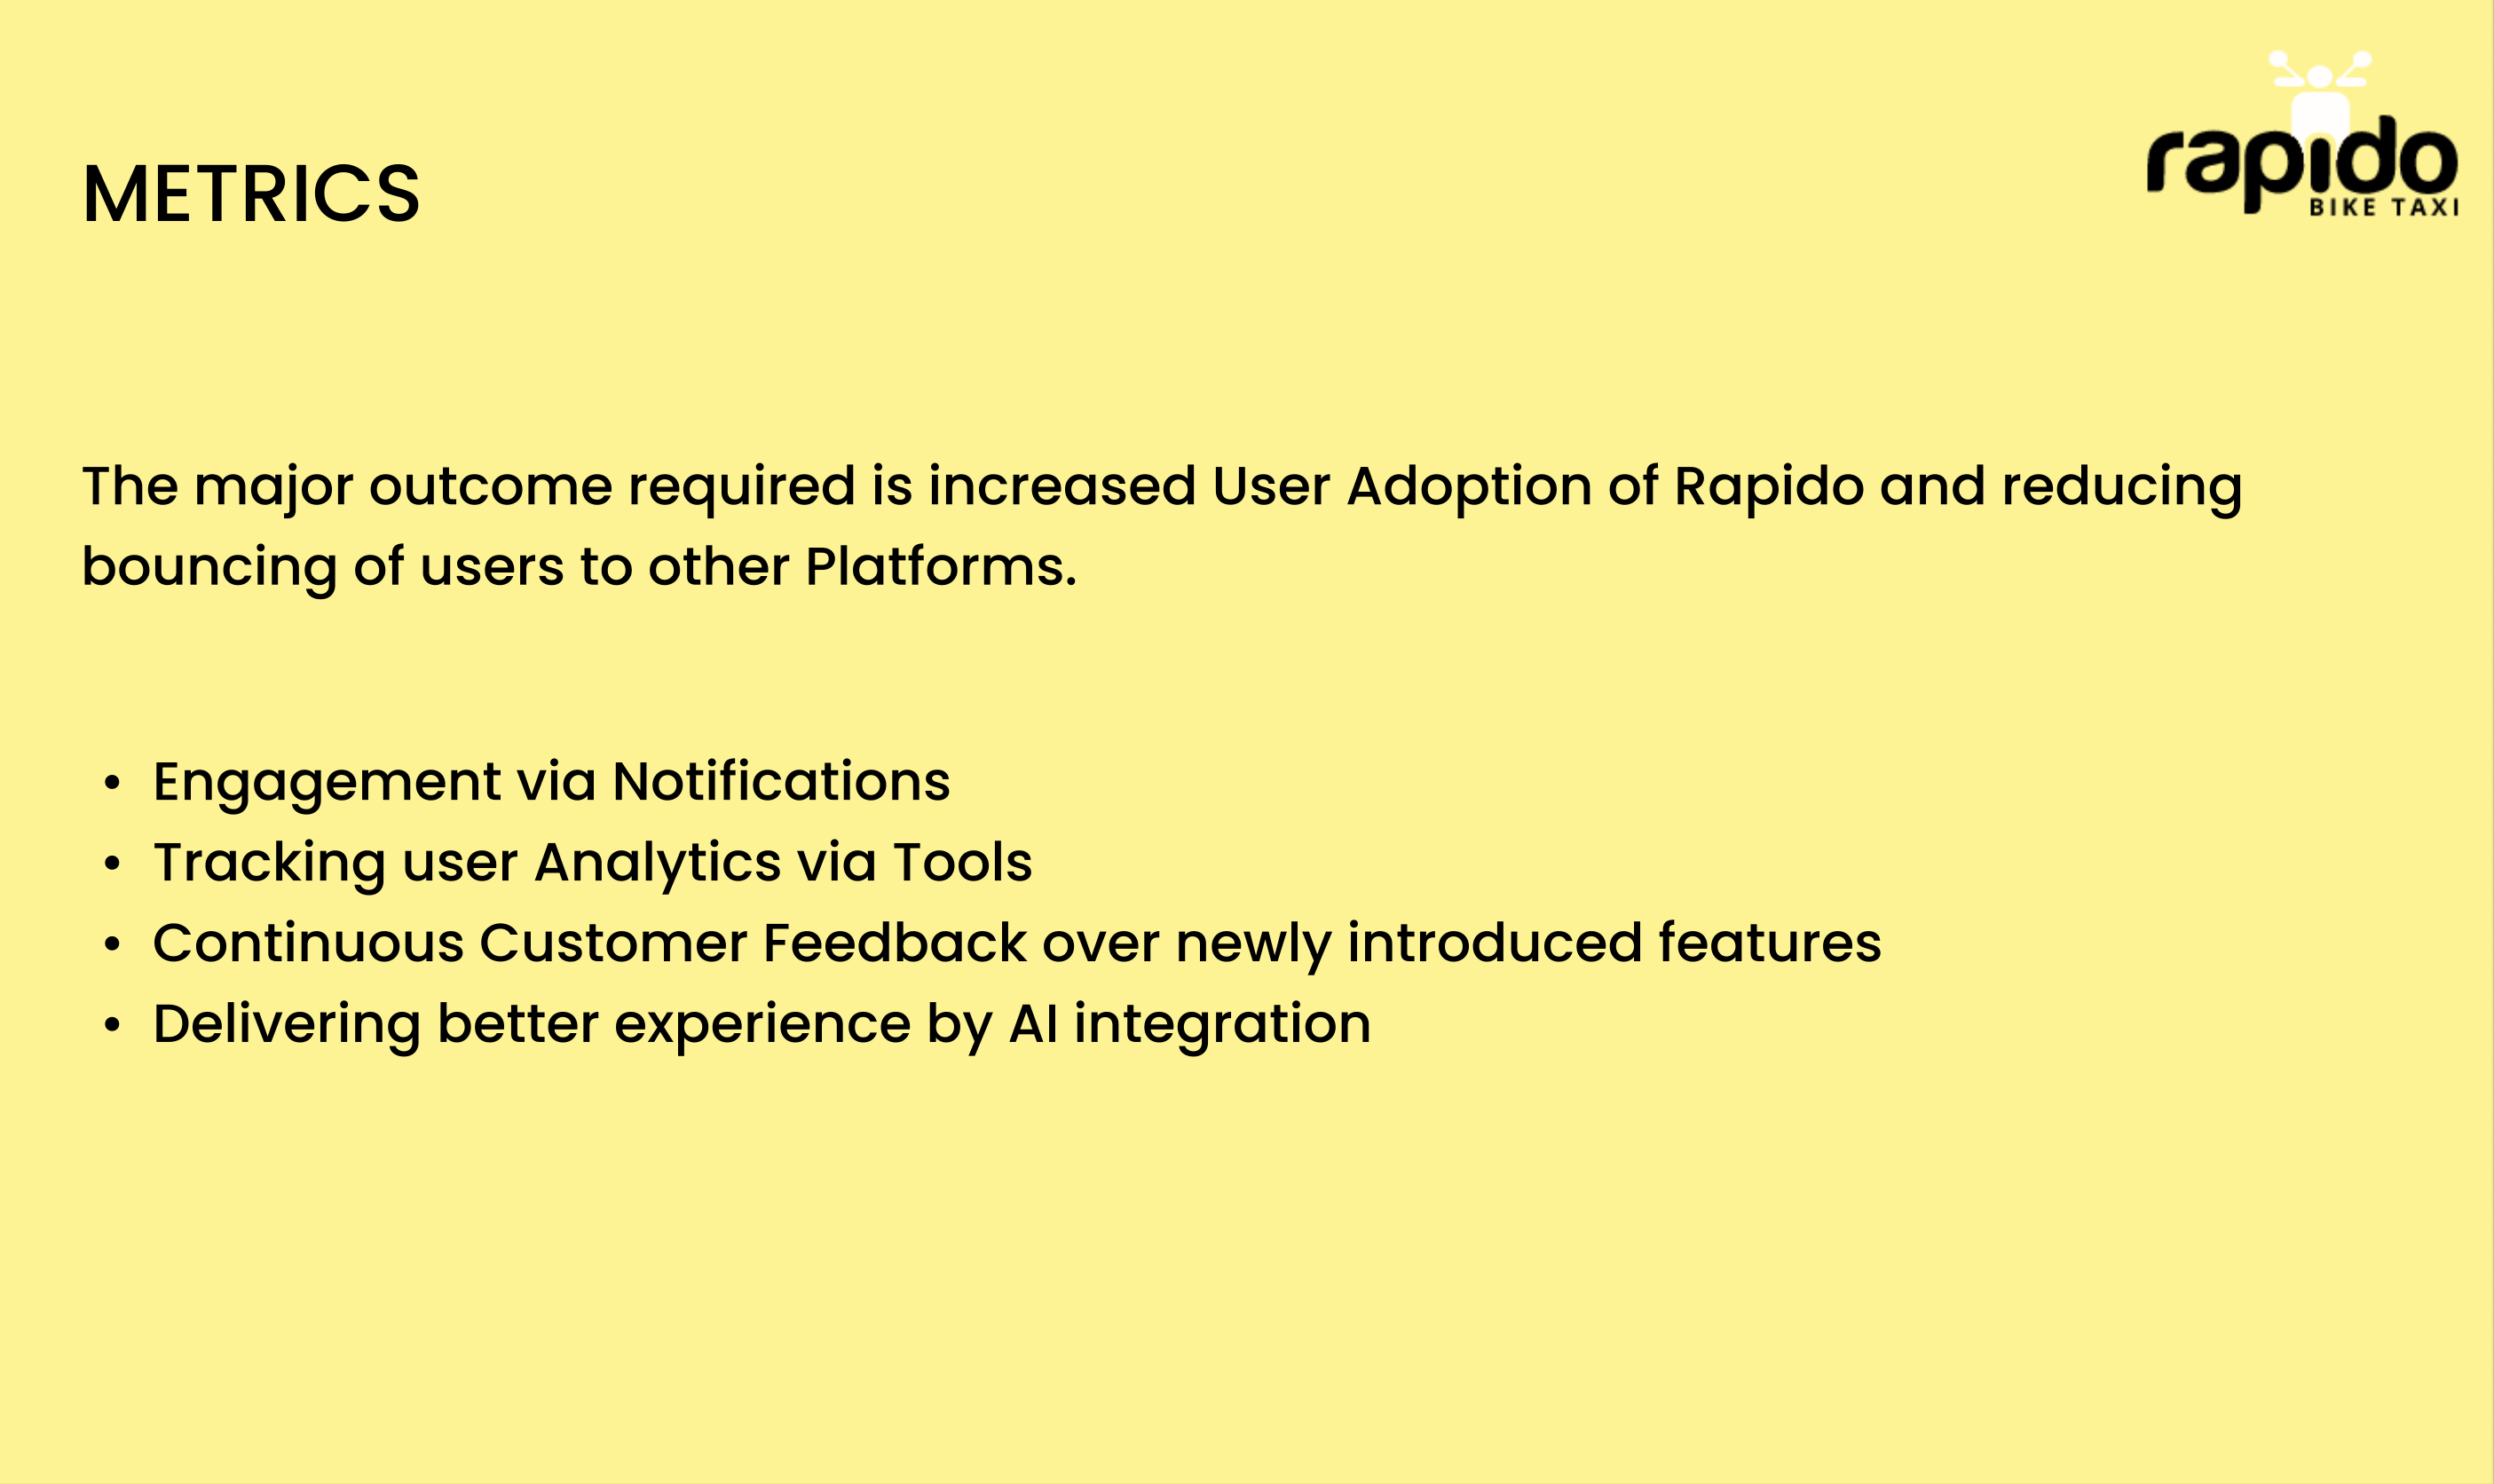 rapido
BIKE TAXI
METRICS
The major outcome required is increased User Adoption of Rapido and reducing
bouncing of users to other Platforms.
• Engagement via Notifications
• Tracking user Analytics via Tools
• Continuous Customer Feedback over newly introduced features
• Delivering better experience by AI integration